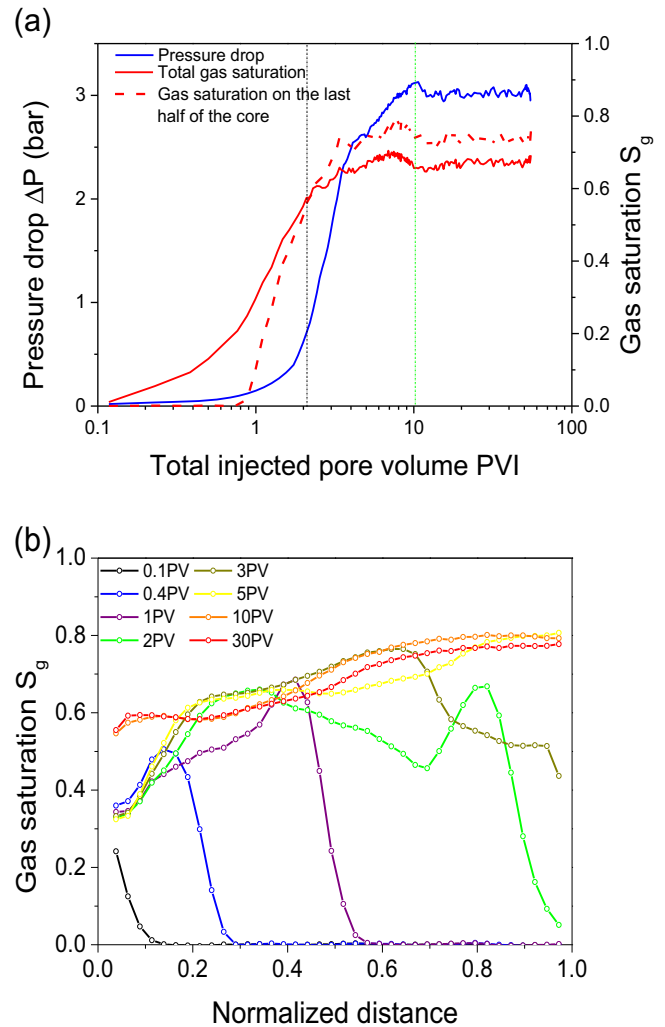 (a)
Pressure drop
Total gas saturation
Gas saturation on the last
half of the core
Pressure drop ΔP (bar)
3
2
1
0
1.0
0.8
0.6
0.4
0.2
0.0
Gas saturation Sg
0.1 1 10 100
Total injected pore volume PVI
(b)
0.1PV 3PV
0.4PV 5PV
1PV 10PV
2PV 30PV
Gas saturation Sg
1.0
0.8
0.6
0.4
0.2
0.0
0.0 0.2 0.4 0.6 0.8 1.0
Normalized distance